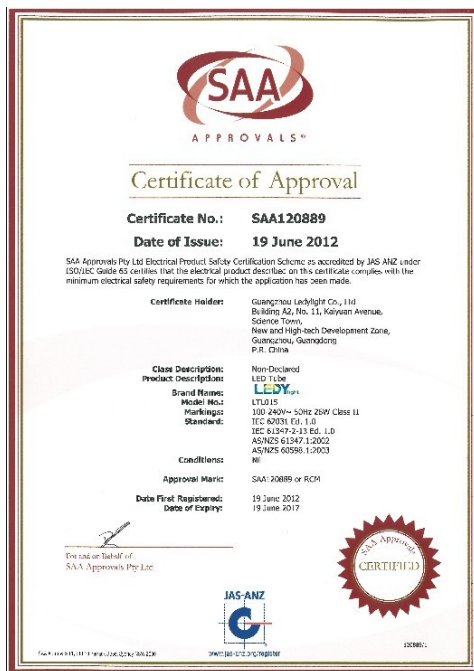 SAA
APPROVALS
Certificate of Approval
Certificate No.: SAA120889
Date of Issue: 19 June 2012
SAA Approvals Pty Ltd Electrical Product Safety Certification Scheme as accredited by JAS ANZ under
ISO/IEC Guide 65 certifies that the electrical product described on this certificate complies with the
minimum electrical safety requirements for which the application has been made.
Certificate Holder: Guangzhou Ledylight Co., Ltd
Building A2, No. 11, Kaiyuan Avenue,
Science Town,
New and High-tech Development Zone,
Guangzhou, Guangdong
P.R. China
Class Description: Non-Declared
Product Description: LED Tube
Brand Name: LEDYlight
Model No.: LTL015
Markings: 100-240V~ 50Hz 26W Class II
Standard: IEC 62031 Ed. 1.0
IEC 61347-2-13 Ed. 1.0
AS/NZS 61347.1:2002
AS/NZS 60598.1:2003
Conditions: Nil
Approval Mark: SAA120889 or RCM
Date First Registered: 19 June 2012
Date of Expiry: 19 June 2017
For and on Behalf of
SAA Approvals Pty Ltd
SAA Approvals
CERTIFIED
JAS-ANZ
www.jas-anz.org/register